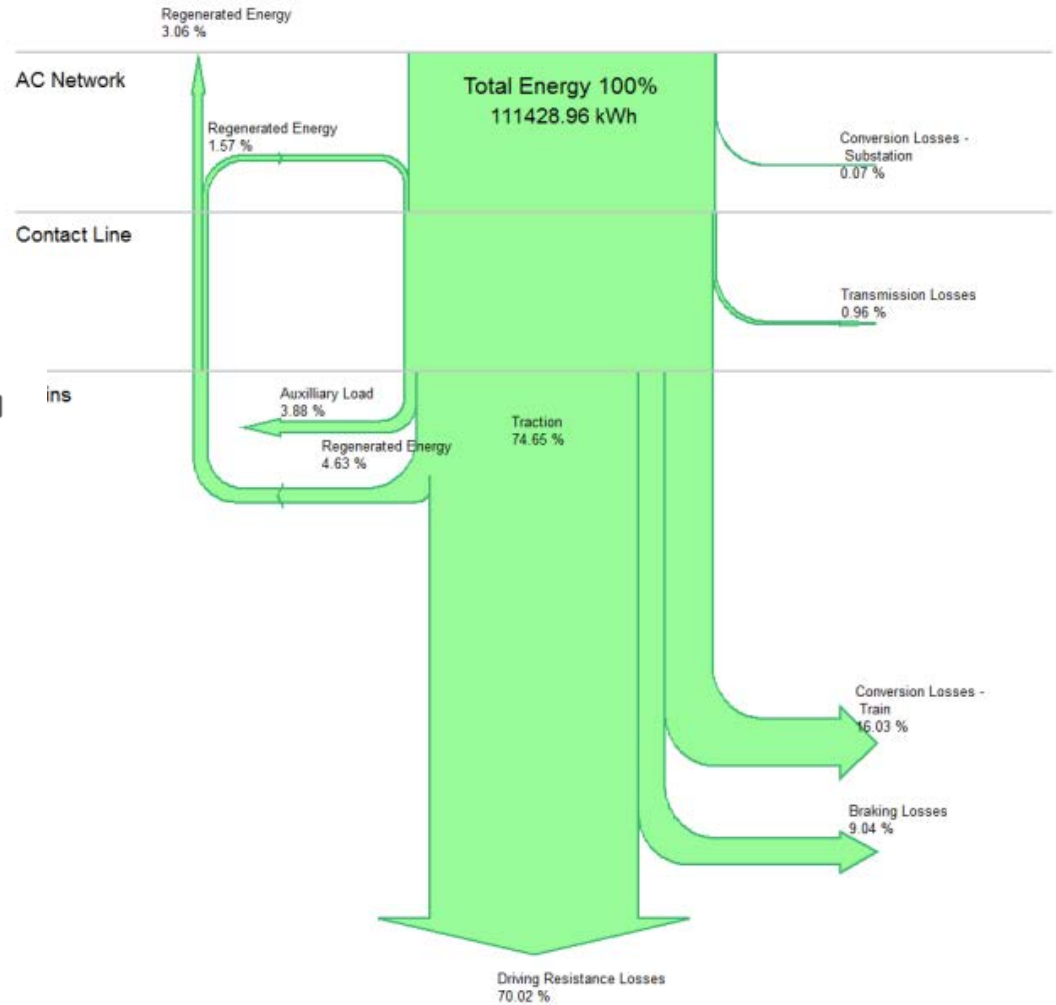 Regenerated Energy
3.06 %
AC Network
Total Energy 100%
111428.96 kWh
Regenerated Energy
1.57 %
Conversion Losses -
Substation
0.07 %
Contact Line
Transmission Losses
0.96 %
ins
Auxilliary Load
3.88 %
Traction
74.65 %
Regenerated Energy
4.63 %
Conversion Losses -
Train
16.03 %
Braking Losses
9.04 %
Driving Resistance Losses
70.02 %